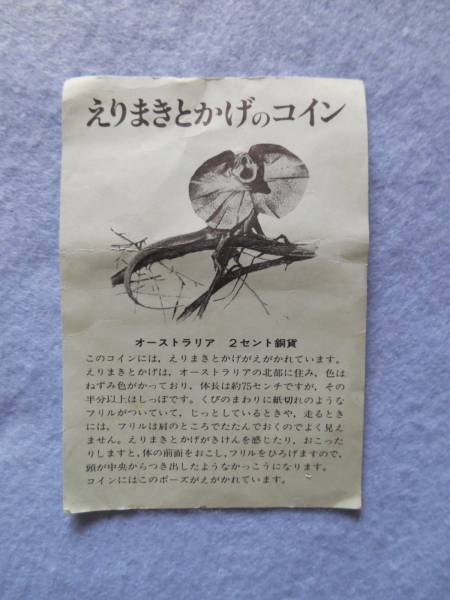 えりまきとかげのコイン
オーストラリア 2セント銅貨
このコインには，えりまきとかげがえがかれています。
えりまきとかげは，オーストラリアの北部に住み，色は
ねずみ色がかっており，体長は約75センチですが，その
半分以上はしっぽです。くびのまわりに紙切れのような
フリルがついていて，じっとしているときや，走るとき
には，フリルは肩のところでたたんでおくのでよく見え
ません。えりまきとかげがきけんを感じたり，おこった
りしますと，体の前面をおこし，フリルをひろげますので，
頭が中央からつき出したようなかっこうになります。
コインにはこのポーズがえがかれています。